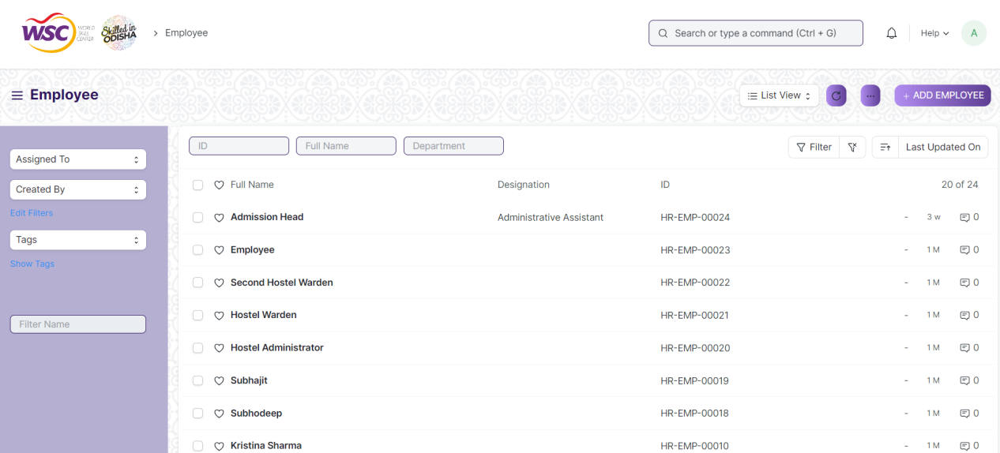 WSC WORLD SKILL CENTER Skilled in ODISHA > Employee Search or type a command (Ctrl + G) Help A
Employee List View ... + ADD EMPLOYEE
Assigned To
Created By
Edit Filters
Tags
Show Tags
Filter Name
ID Full Name Department Filter Last Updated On
Full Name Designation ID 20 of 24
Admission Head Administrative Assistant HR-EMP-00024 - 3 w 0
Employee HR-EMP-00023 - 1 M 0
Second Hostel Warden HR-EMP-00022 - 1 M 0
Hostel Warden HR-EMP-00021 - 1 M 0
Hostel Administrator HR-EMP-00020 - 1 M 0
Subhajit HR-EMP-00019 - 1 M 0
Subhodeep HR-EMP-00018 - 1 M 0
Kristina Sharma HR-EMP-00010 - 1 M 0